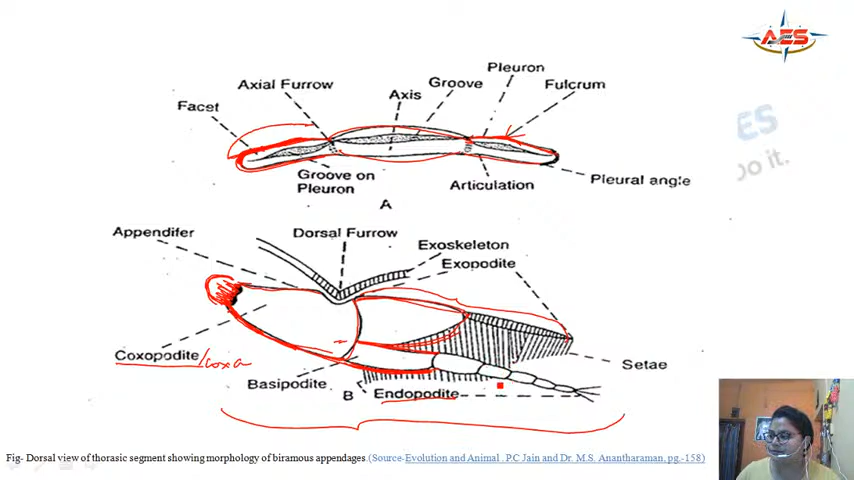 AES
Pleuron
Axial Furrow
Groove
Fulcrum
Axis
Facet
Groove on
Pleuron
Articulation
Pleural angle
A
Appendifer
Dorsal Furrow
Exoskeleton
Exopodite
Coxopodite/coxa
Setae
Basipodite
B
Endopodite
Fig- Dorsal view of thorasic segment showing morphology of biramous appendages.(Source-Evolution and Animal . P.C Jain and Dr. M.S. Anantharaman, pg.-158)